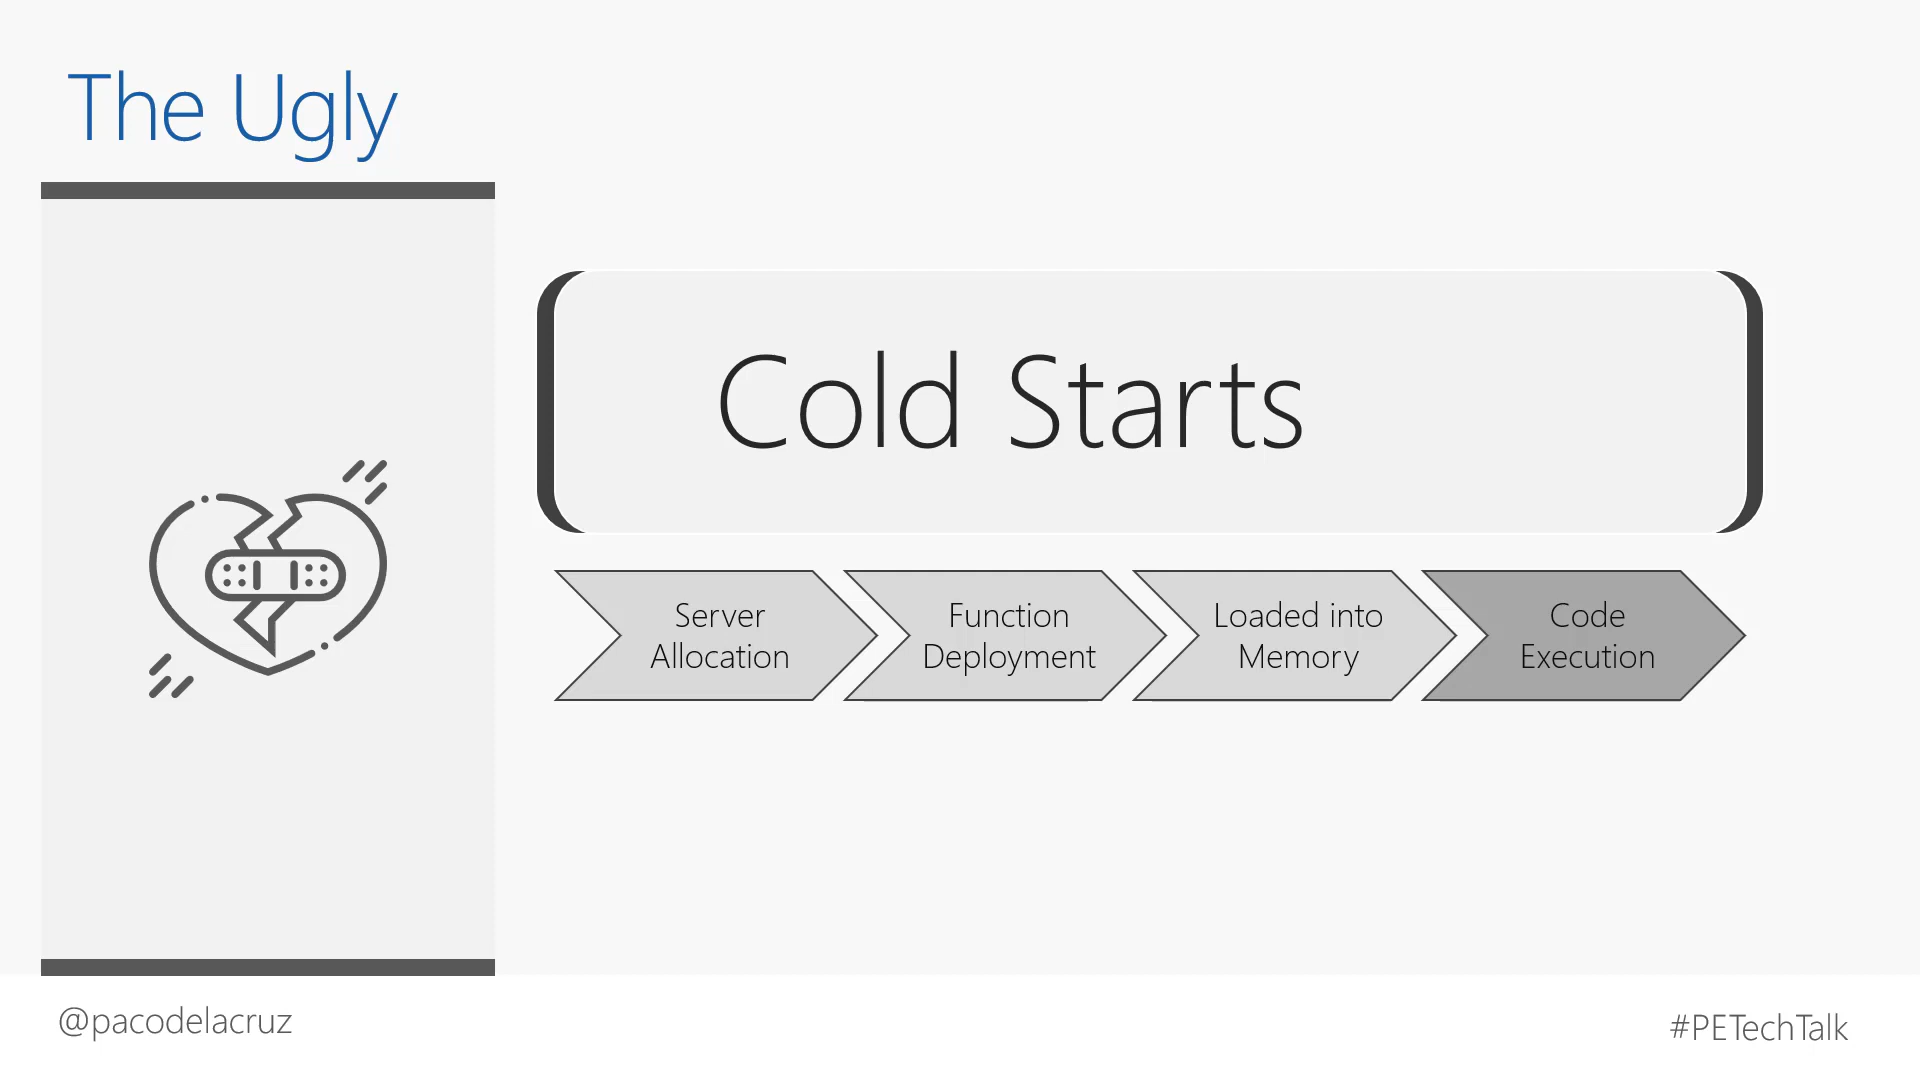 The Ugly
Cold Starts
Server
Allocation
Function
Deployment
Loaded into
Memory
Code
Execution
@pacodelacruz
#PETechTalk